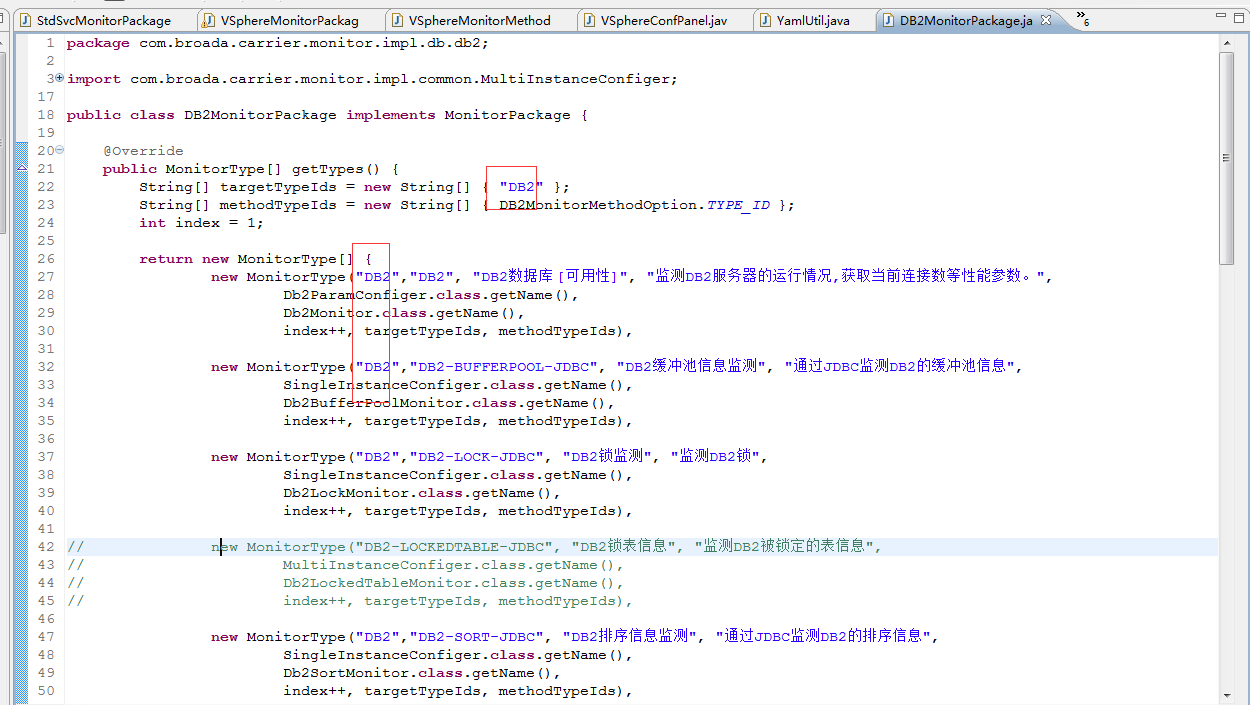 StdSvcMonitorPackage VSphereMonitorPackag VSphereMonitorMethod VSphereConfPanel.jav YamlUtil.java DB2MonitorPackage.ja »6
1 package com.broada.carrier.monitor.impl.db.db2;
2
3 import com.broada.carrier.monitor.impl.common.MultiInstanceConfiger;
17
18 public class DB2MonitorPackage implements MonitorPackage {
19
20 @Override
21 public MonitorType[] getTypes() {
22 String[] targetTypeIds = new String[] { "DB2" };
23 String[] methodTypeIds = new String[] { DB2MonitorMethodOption.TYPE_ID };
24 int index = 1;
25
26 return new MonitorType[] {
27 new MonitorType("DB2","DB2", "DB2数据库[可用性]", "监测DB2服务器的运行情况,获取当前连接数等性能参数。",
28 Db2ParamConfiger.class.getName(),
29 Db2Monitor.class.getName(),
30 index++, targetTypeIds, methodTypeIds),
31
32 new MonitorType("DB2","DB2-BUFFERPOOL-JDBC", "DB2缓冲池信息监测", "通过JDBC监测DB2的缓冲池信息",
33 SingleInstanceConfiger.class.getName(),
34 Db2BufferPoolMonitor.class.getName(),
35 index++, targetTypeIds, methodTypeIds),
36
37 new MonitorType("DB2","DB2-LOCK-JDBC", "DB2锁监测", "监测DB2锁",
38 SingleInstanceConfiger.class.getName(),
39 Db2LockMonitor.class.getName(),
40 index++, targetTypeIds, methodTypeIds),
41
42 // new MonitorType("DB2-LOCKEDTABLE-JDBC", "DB2锁表信息", "监测DB2被锁定的表信息",
43 // MultiInstanceConfiger.class.getName(),
44 // Db2LockedTableMonitor.class.getName(),
45 // index++, targetTypeIds, methodTypeIds),
46
47 new MonitorType("DB2","DB2-SORT-JDBC", "DB2排序信息监测", "通过JDBC监测DB2的排序信息",
48 SingleInstanceConfiger.class.getName(),
49 Db2SortMonitor.class.getName(),
50 index++, targetTypeIds, methodTypeIds),